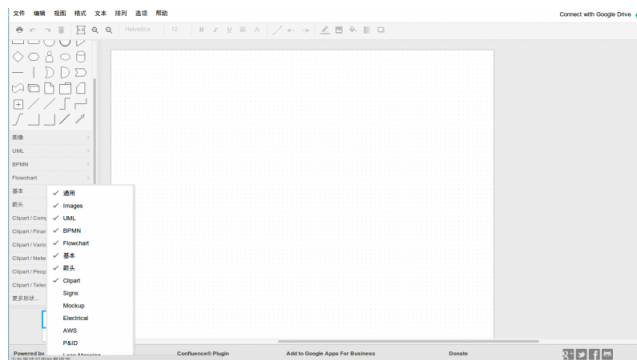 文件 编辑 视图 格式 文本 排列 选项 帮助
Connect with Google Drive
Helvetica 12 B I U A
图像
UML
BPMN
Flowchart
基本
箭头
Clipart / Comp
Clipart / Finan
Clipart / Vario
Clipart / Netw
Clipart / Peopl
Clipart / Telec
更多形状...
通用
Images
UML
BPMN
Flowchart
基本
箭头
Clipart
Signs
Mockup
Electrical
AWS
P&ID
Lean Mapping
Powered by
Confluence® Plugin
Add to Google Apps For Business
Donate